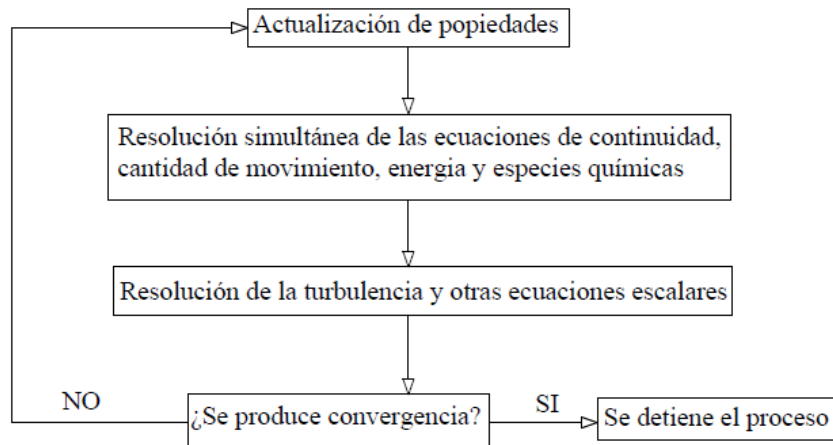 Actualización de popiedades
Resolución simultánea de las ecuaciones de continuidad,
cantidad de movimiento, energia y especies químicas
Resolución de la turbulencia y otras ecuaciones escalares
NO
¿Se produce convergencia?
SI
Se detiene el proceso